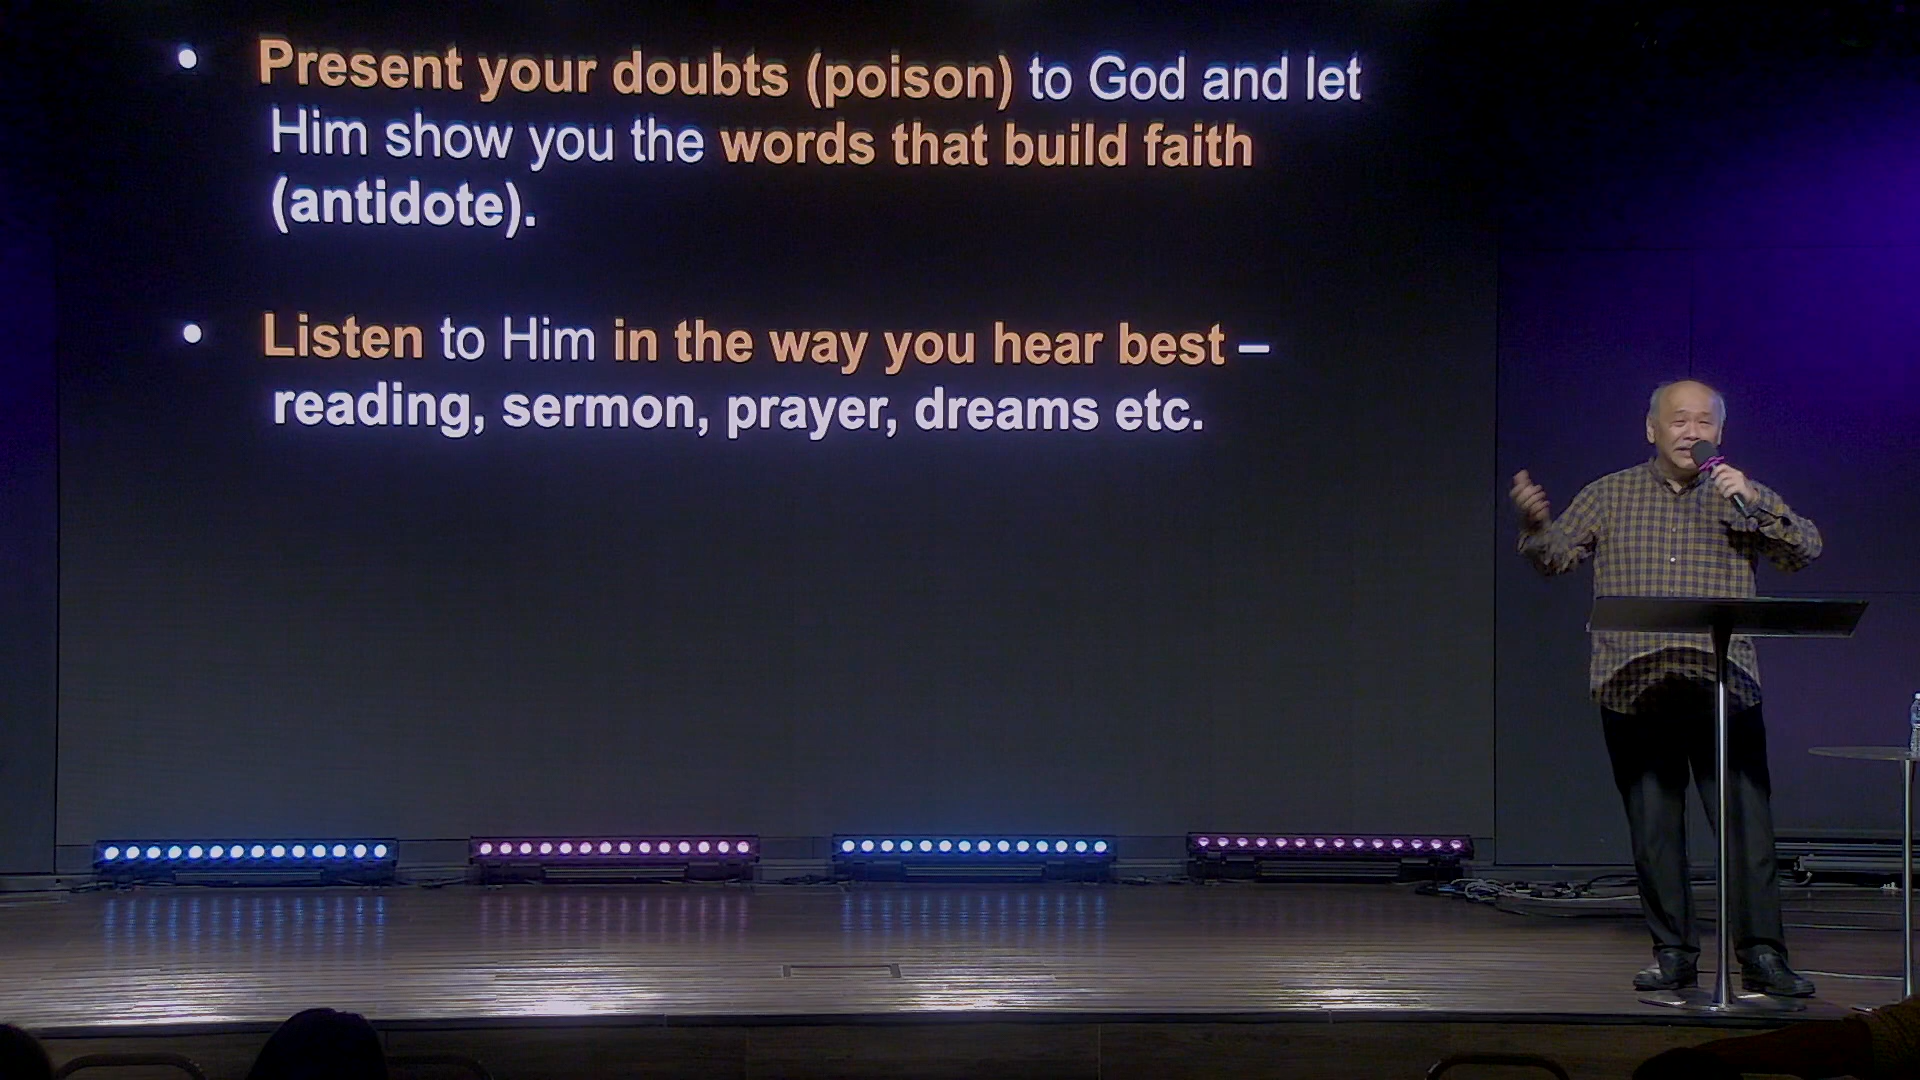 • Present your doubts (poison) to God and let
Him show you the words that build faith
(antidote).
• Listen to Him in the way you hear best –
reading, sermon, prayer, dreams etc.